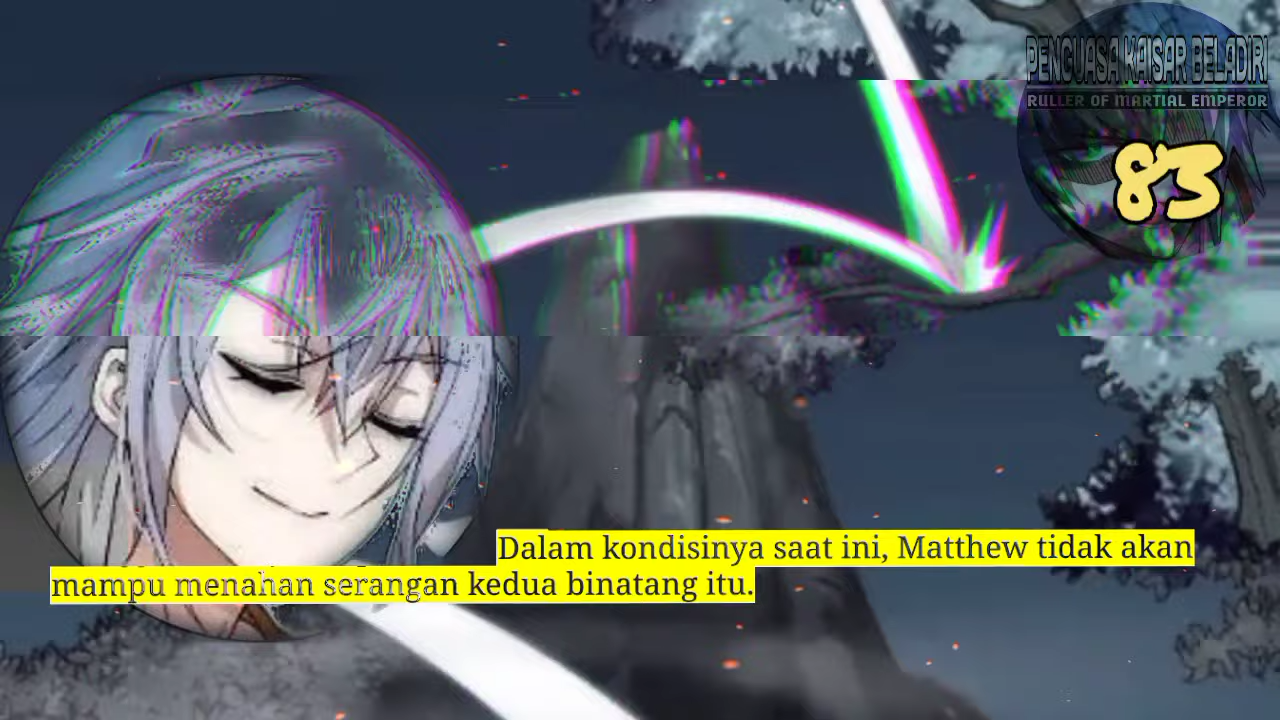 PENGUASA KAISAR BELADIRI
RULLER OF MARTIAL EMPEROR
83
Dalam kondisinya saat ini, Matthew tidak akan
mampu menahan serangan kedua binatang itu.